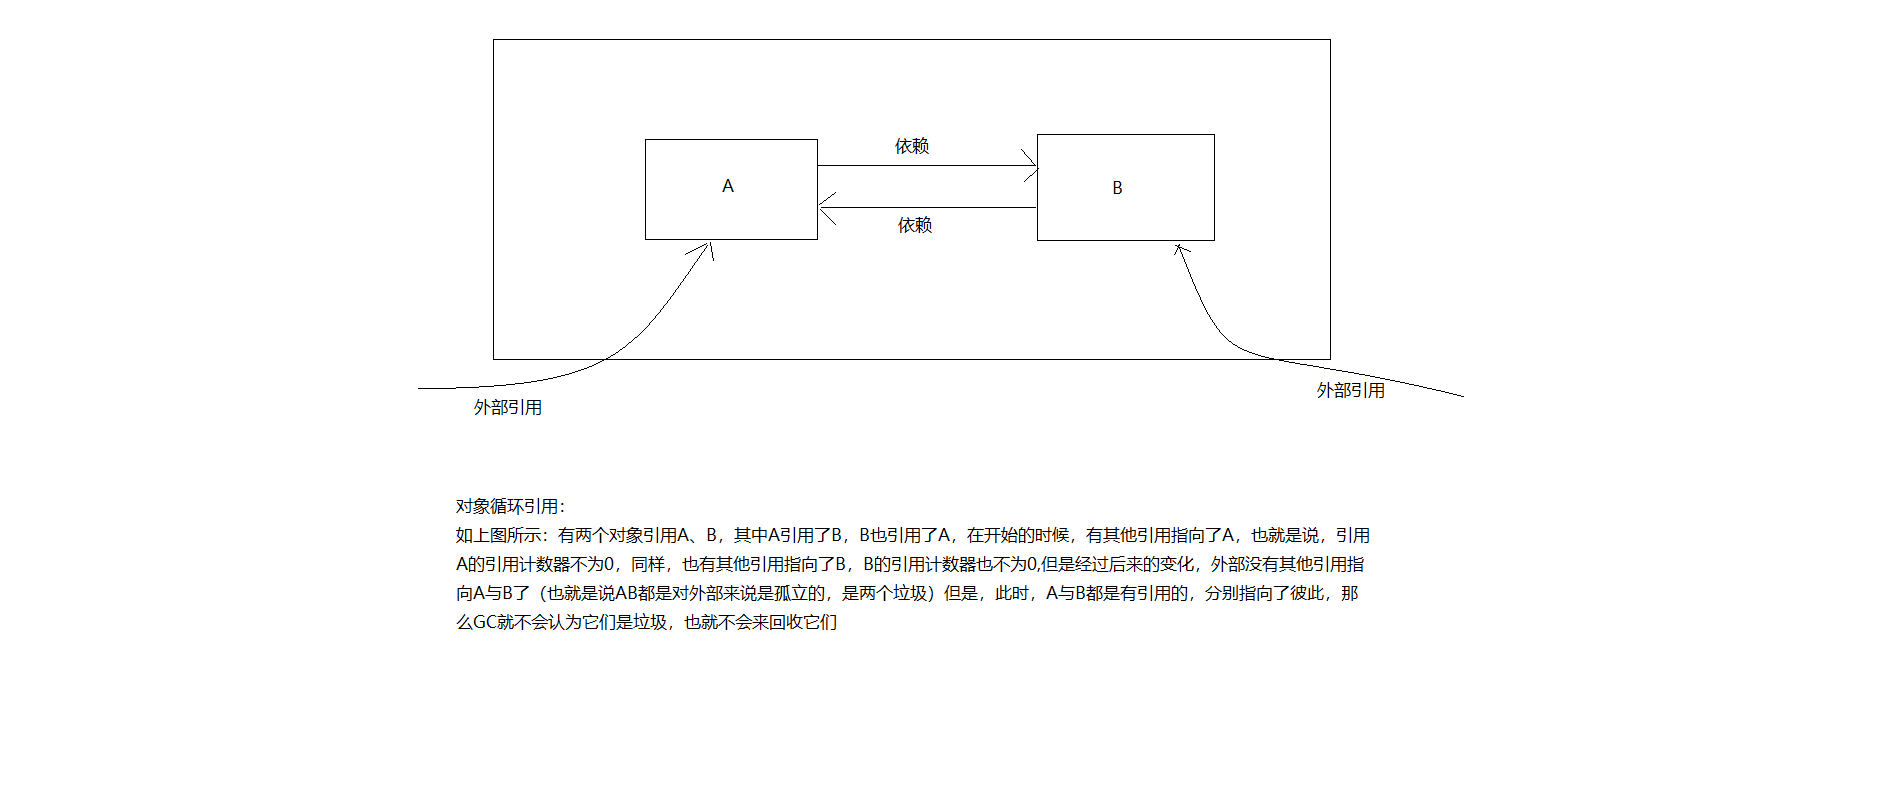 依赖
A
B
依赖
外部引用
外部引用
对象循环引用：
如上图所示：有两个对象引用A、B，其中A引用了B，B也引用了A，在开始的时候，有其他引用指向了A，也就是说，引用
A的引用计数器不为0，同样，也有其他引用指向了B，B的引用计数器也不为0,但是经过后来的变化，外部没有其他引用指
向A与B了（也就是说AB都是对外部来说是孤立的，是两个垃圾）但是，此时，A与B都是有引用的，分别指向了彼此，那
么GC就不会认为它们是垃圾，也就不会来回收它们